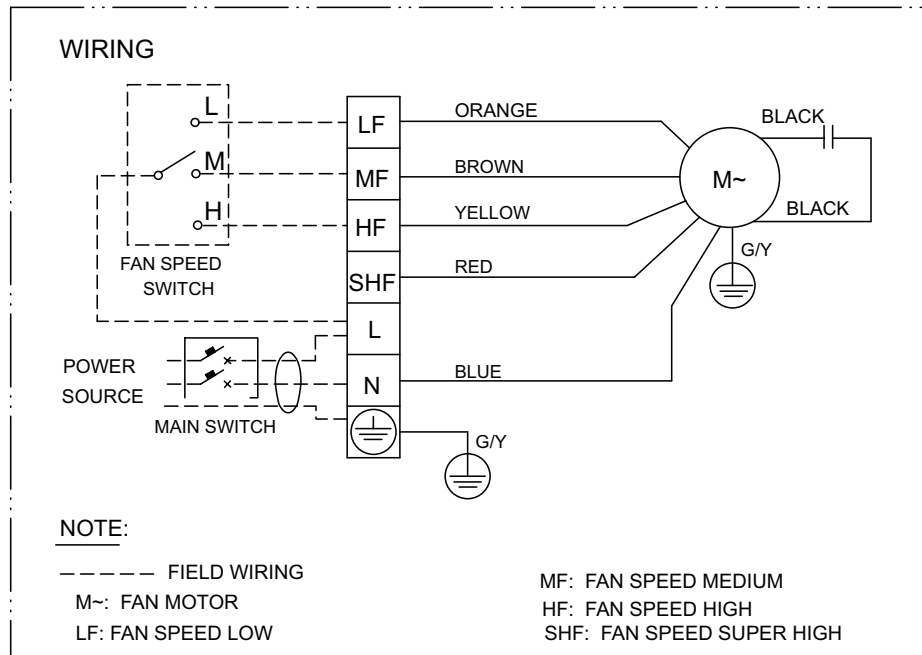 WIRING
L
M
H
FAN SPEED
SWITCH
LF
MF
HF
SHF
L
N
ORANGE
BROWN
YELLOW
RED
BLUE
M~
BLACK
BLACK
G/Y
POWER
SOURCE
MAIN SWITCH
G/Y
NOTE:
FIELD WIRING
M~: FAN MOTOR
LF: FAN SPEED LOW
MF: FAN SPEED MEDIUM
HF: FAN SPEED HIGH
SHF: FAN SPEED SUPER HIGH